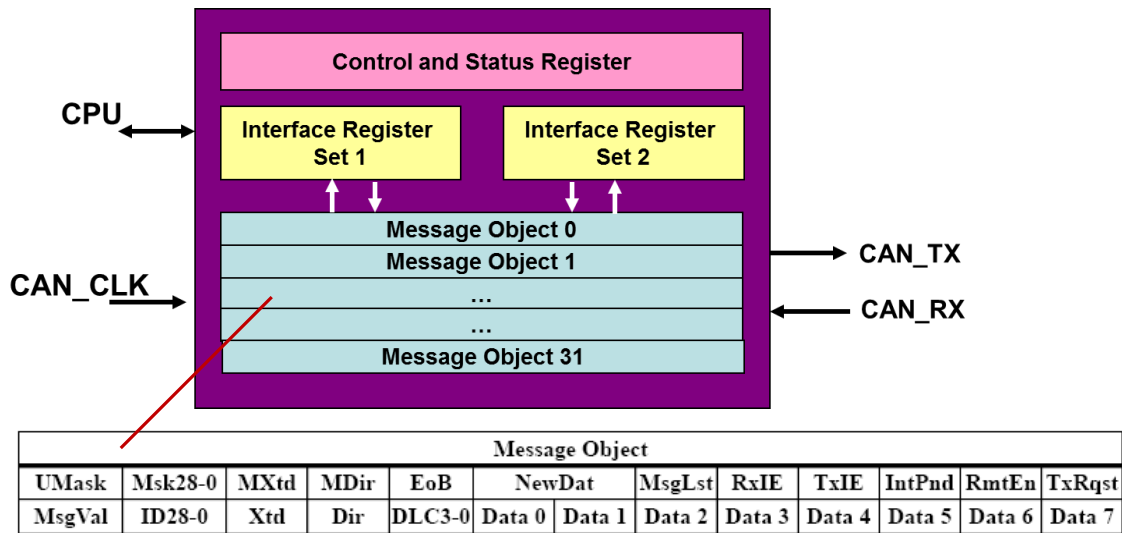 Control and Status Register
CPU
Interface Register
Set 1
Interface Register
Set 2
Message Object 0
Message Object 1
CAN_TX
CAN_CLK
...
...
CAN_RX
Message Object 31
Message Object
UMask Msk28-0 MXtd MDir EoB NewDat MsgLst RxIE TxIE IntPnd RmtEn TxRqst
MsgVal ID28-0 Xtd Dir DLC3-0 Data 0 Data 1 Data 2 Data 3 Data 4 Data 5 Data 6 Data 7